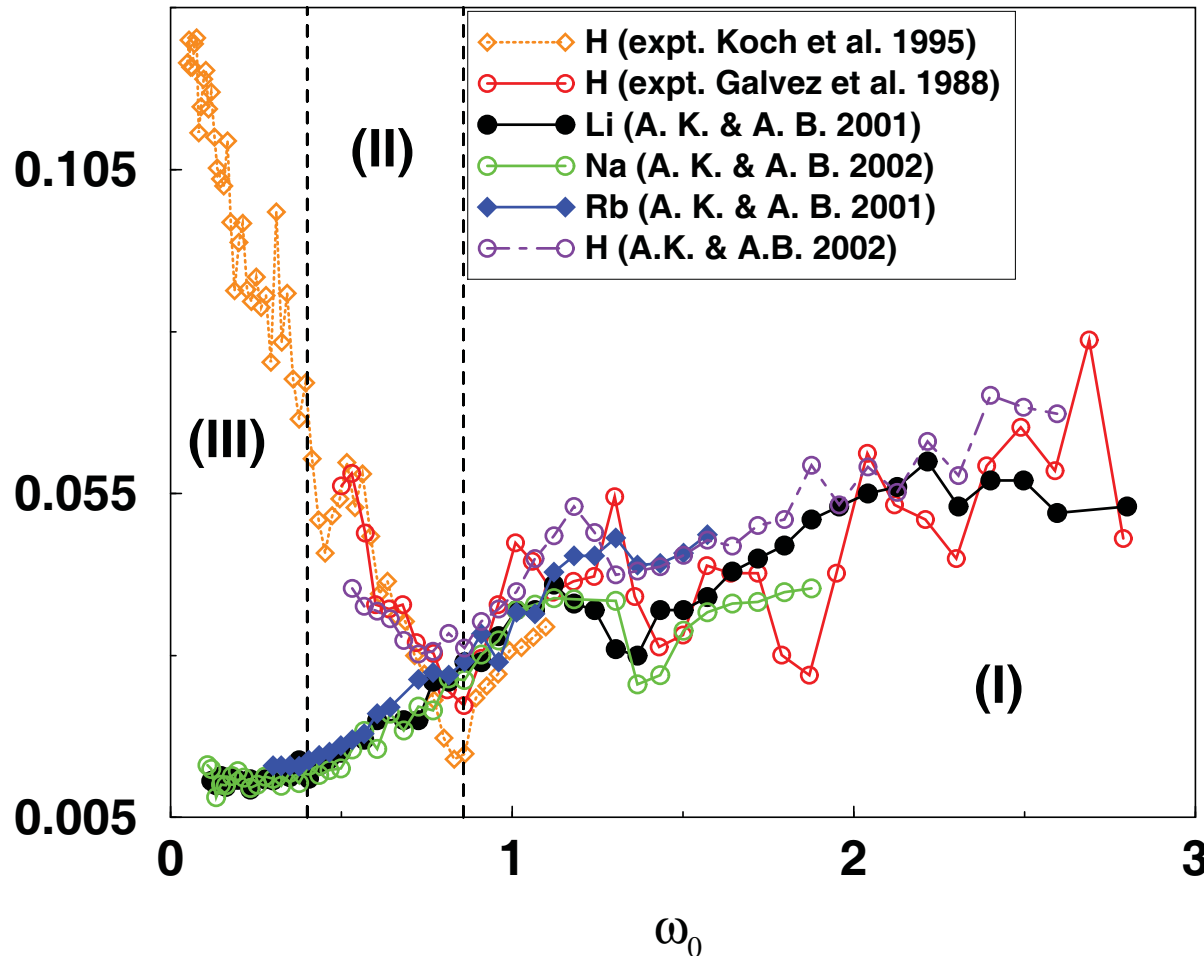 H (expt. Koch et al. 1995)
H (expt. Galvez et al. 1988)
Li (A. K. & A. B. 2001)
Na (A. K. & A. B. 2002)
Rb (A. K. & A. B. 2001)
H (A.K. & A.B. 2002)
(II)
0.105
(III)
0.055
(I)
0.005
0 1 2 3
ω₀